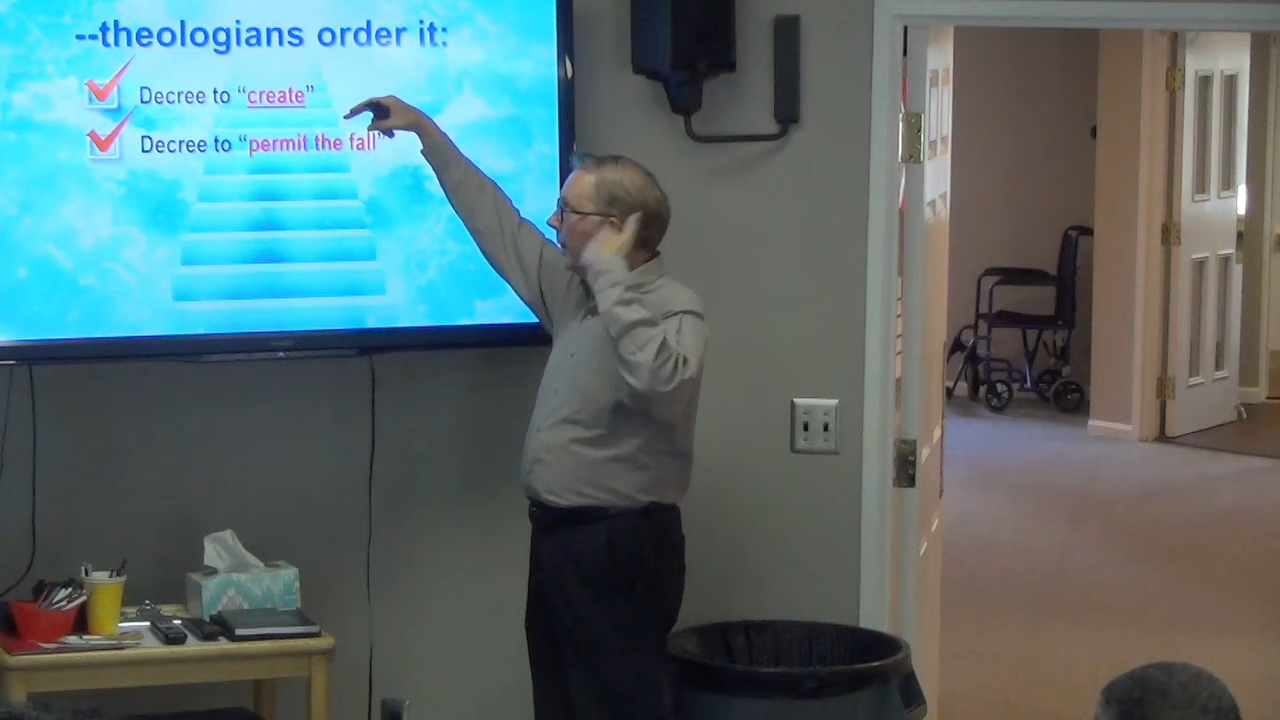 --theologians order it:
Decree to “create”
Decree to “permit the fall”